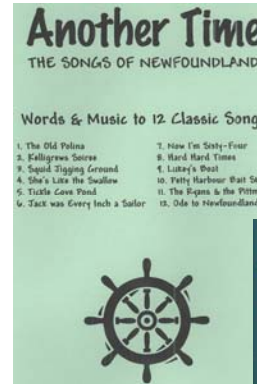 Another Time
THE SONGS OF NEWFOUNDLAND
Words & Music to 12 Classic Song
1. The Old Polina
2. Kelligrews Soiree
3. Squid Jigging Ground
4. She's Like the Swallow
5. Tickle Cove Pond
6. Jack was Every Inch a Sailor
7. Now I'm Sixty-Four
8. Hard Hard Times
9. Lukey's Boat
10. Petty Harbour Bait S
11. The Ryans & the Pittm
12. Ode to Newfoundland